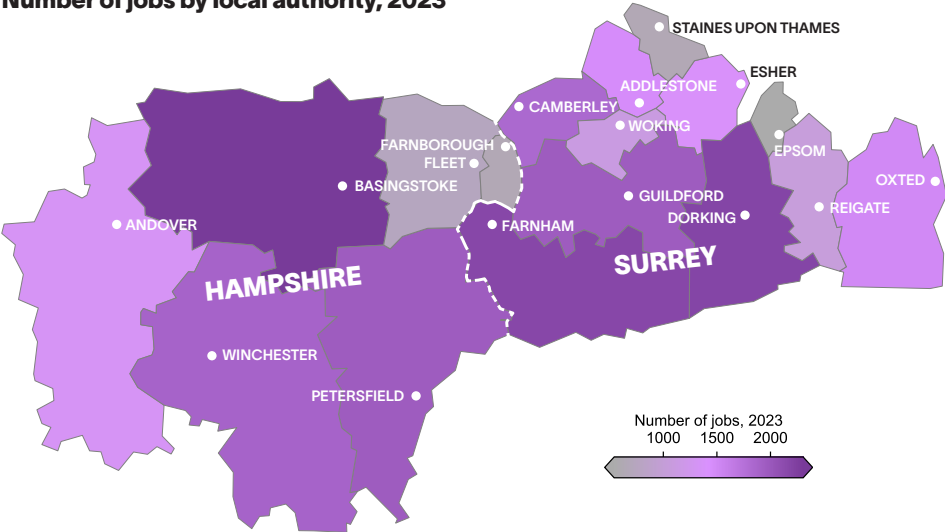 Number of jobs by local authority, 2023
STAINES UPON THAMES
ESHER
ADDLESTONE
CAMBERLEY
WOKING
FARNBOROUGH
FLEET
EPSOM
BASINGSTOKE
OXTED
GUILDFORD
REIGATE
DORKING
ANDOVER
FARNHAM
SURREY
HAMPSHIRE
WINCHESTER
PETERSFIELD
Number of jobs, 2023
1000 1500 2000